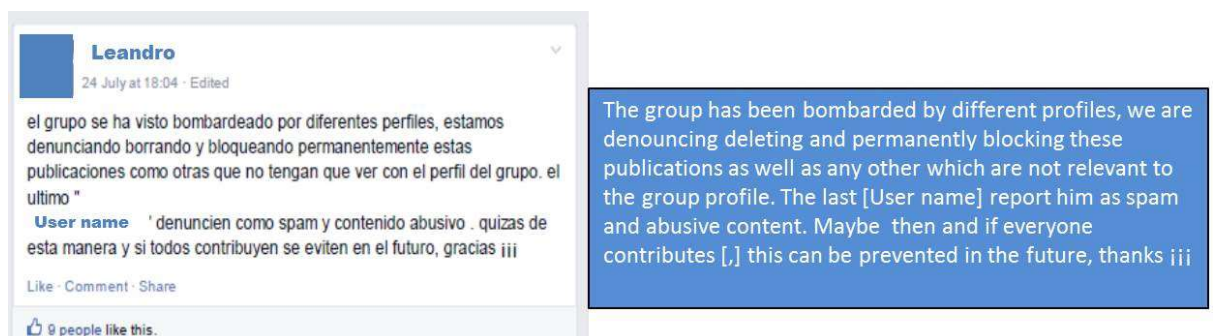 Leandro
24 July at 18:04 · Edited
el grupo se ha visto bombardeado por diferentes perfiles, estamos
denunciando borrando y bloqueando permanentemente estas
publicaciones como otras que no tengan que ver con el perfil del grupo. el
ultimo "
User name ' denuncien como spam y contenido abusivo . quizas de
esta manera y si todos contribuyen se eviten en el futuro, gracias ¡¡¡
Like · Comment · Share
9 people like this.
The group has been bombarded by different profiles, we are
denouncing deleting and permanently blocking these
publications as well as any other which are not relevant to
the group profile. The last [User name] report him as spam
and abusive content. Maybe then and if everyone
contributes [,] this can be prevented in the future, thanks ¡¡¡